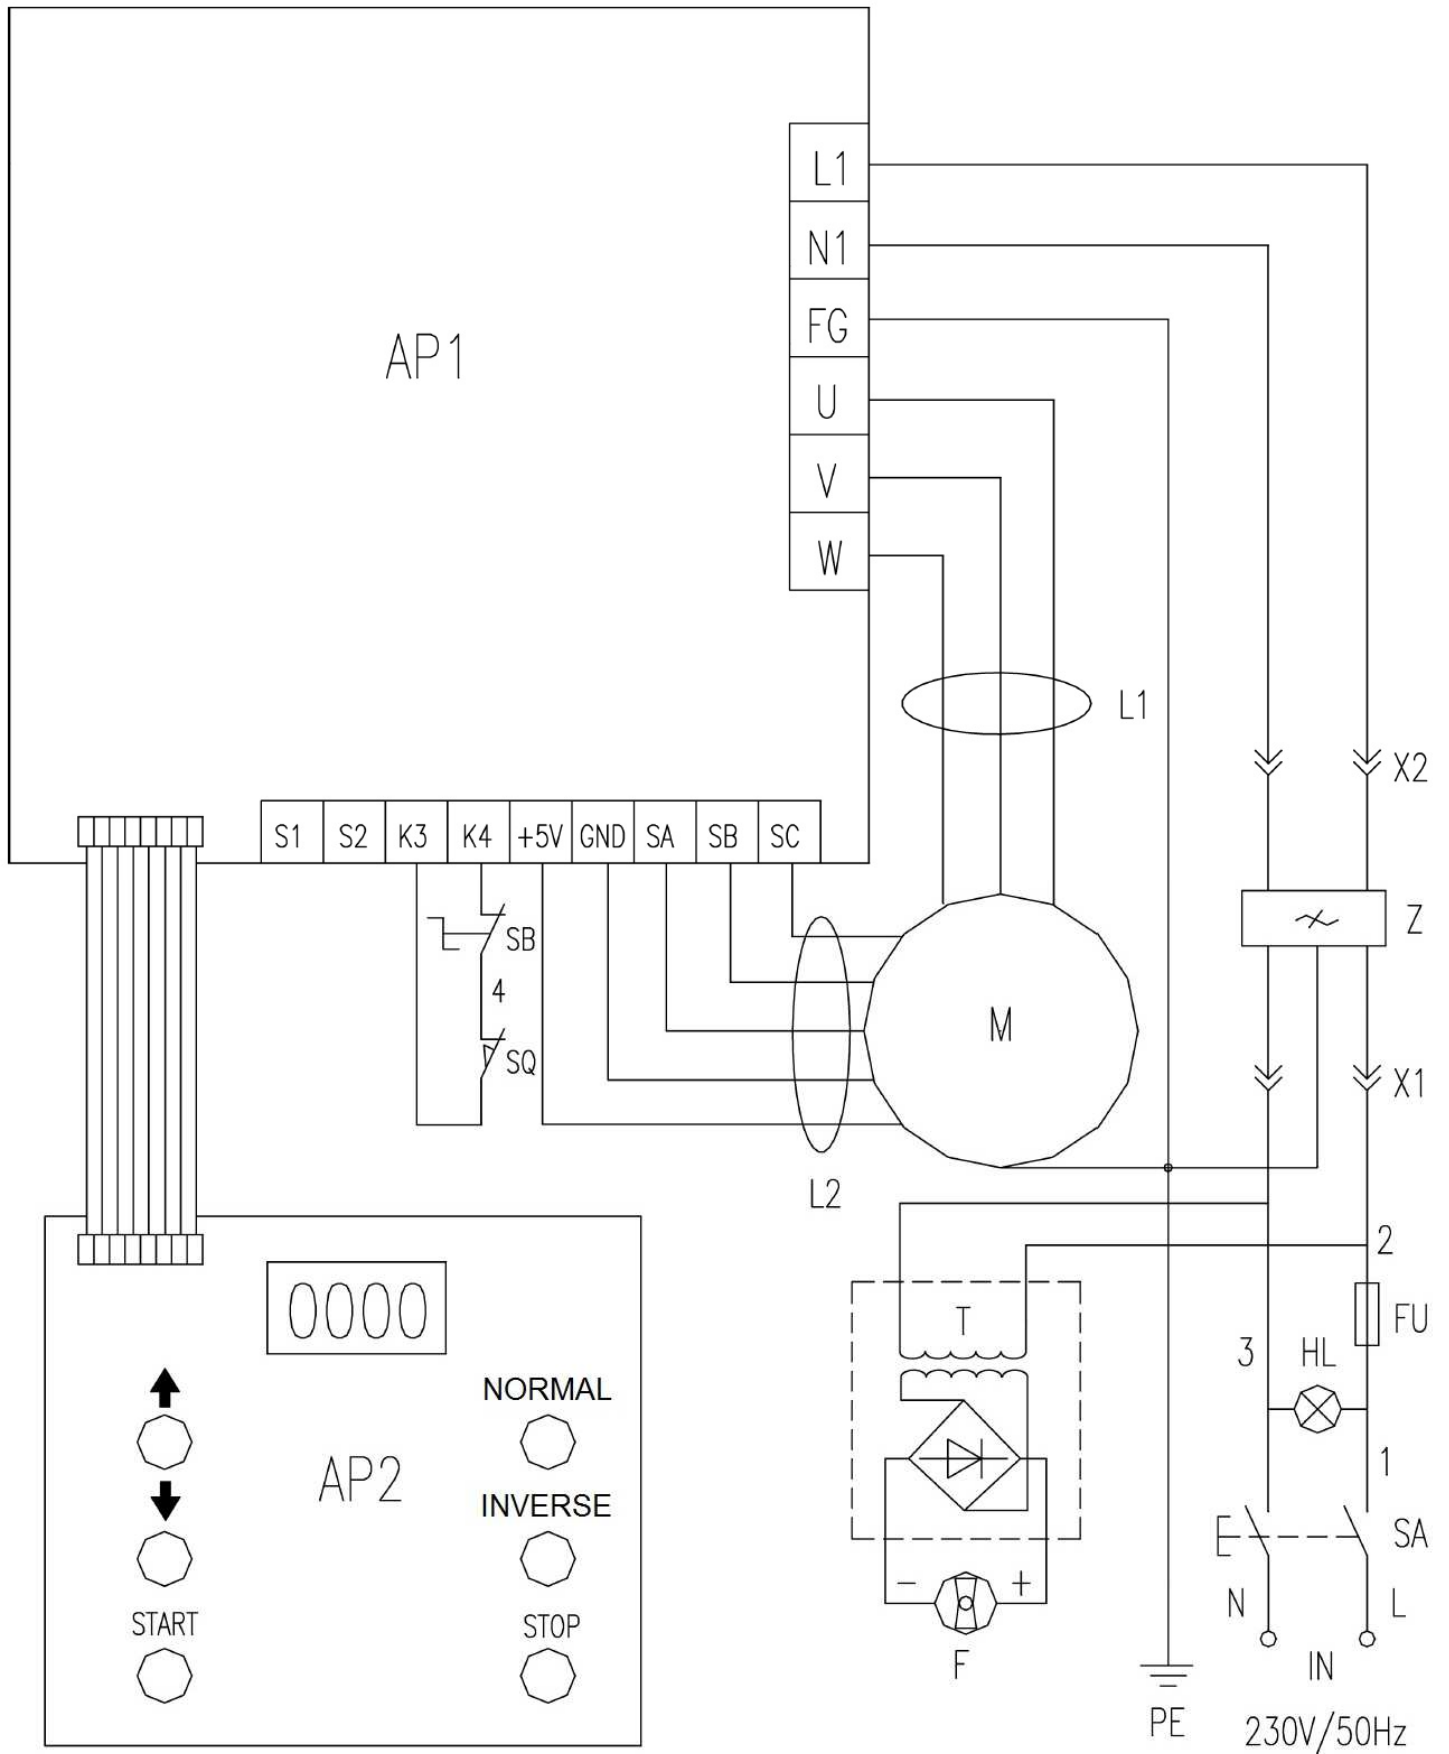 L1
N1
FG
AP1
U
V
W
L1
X2
S1 S2 K3 K4 +5V GND SA SB SC
Z
SB
4
M
SQ
X1
L2
2
0000
T
FU
3 HL
NORMAL
AP2
1
INVERSE
SA
- +
N L
START STOP
F
IN
PE
230V/50Hz